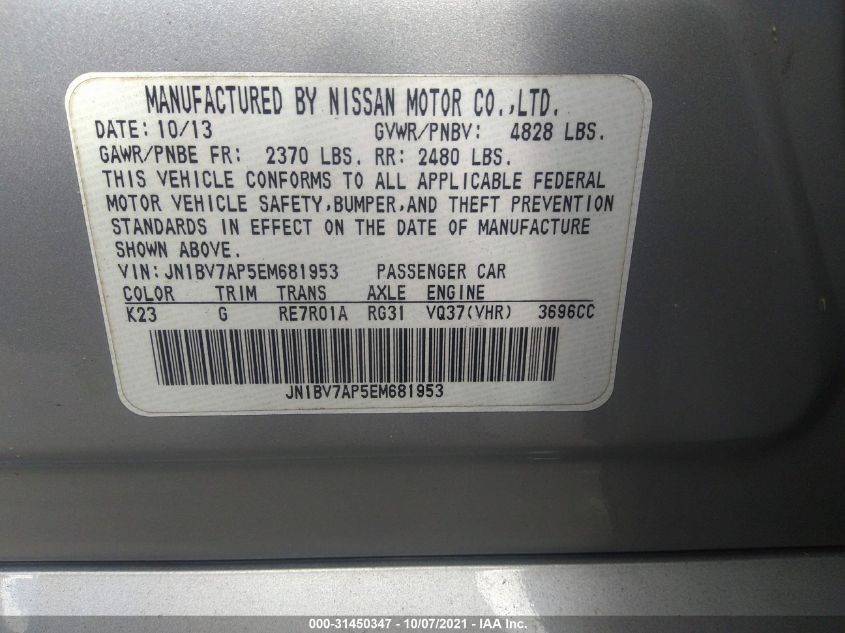 MANUFACTURED BY NISSAN MOTOR CO.,LTD.
DATE: 10/13 GVWR/PNBV: 4828 LBS.
GAWR/PNBE FR: 2370 LBS. RR: 2480 LBS.
THIS VEHICLE CONFORMS TO ALL APPLICABLE FEDERAL
MOTOR VEHICLE SAFETY,BUMPER,AND THEFT PREVENTION
STANDARDS IN EFFECT ON THE DATE OF MANUFACTURE
SHOWN ABOVE.
VIN:JN1BV7AP5EM681953 PASSENGER CAR
COLOR TRIM TRANS AXLE ENGINE
K23 G RE7R01A RG31 VQ37(VHR) 3696CC
JN1BV7AP5EM681953
000-31450347 - 10/07/2021 - IAA Inc.